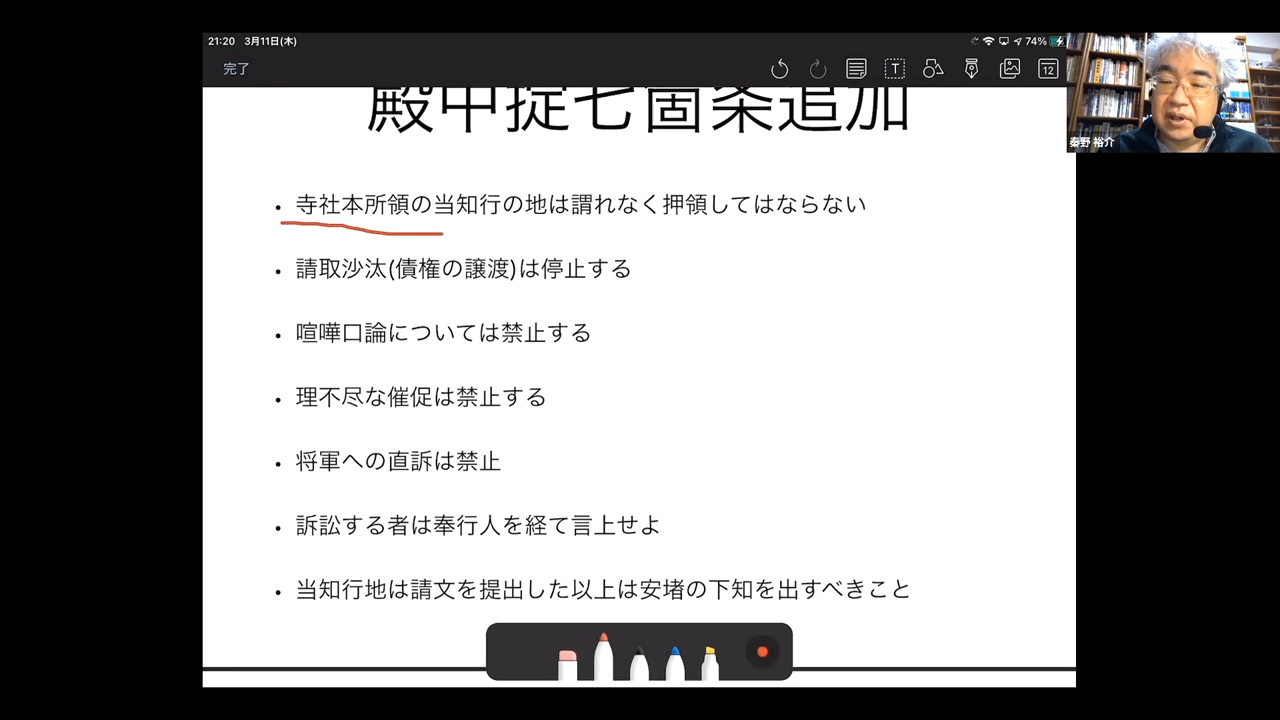 21:20 3月11日(木)
74%
完了
T
12
殿中掟七箇条追加
秦野 裕介
• 寺社本所領の当知行の地は謂れなく押領してはならない
• 請取沙汰(債権の譲渡)は停止する
• 喧嘩口論については禁止する
• 理不尽な催促は禁止する
• 将軍への直訴は禁止
• 訴訟する者は奉行人を経て言上せよ
• 当知行地は請文を提出した以上は安堵の下知を出すべきこと